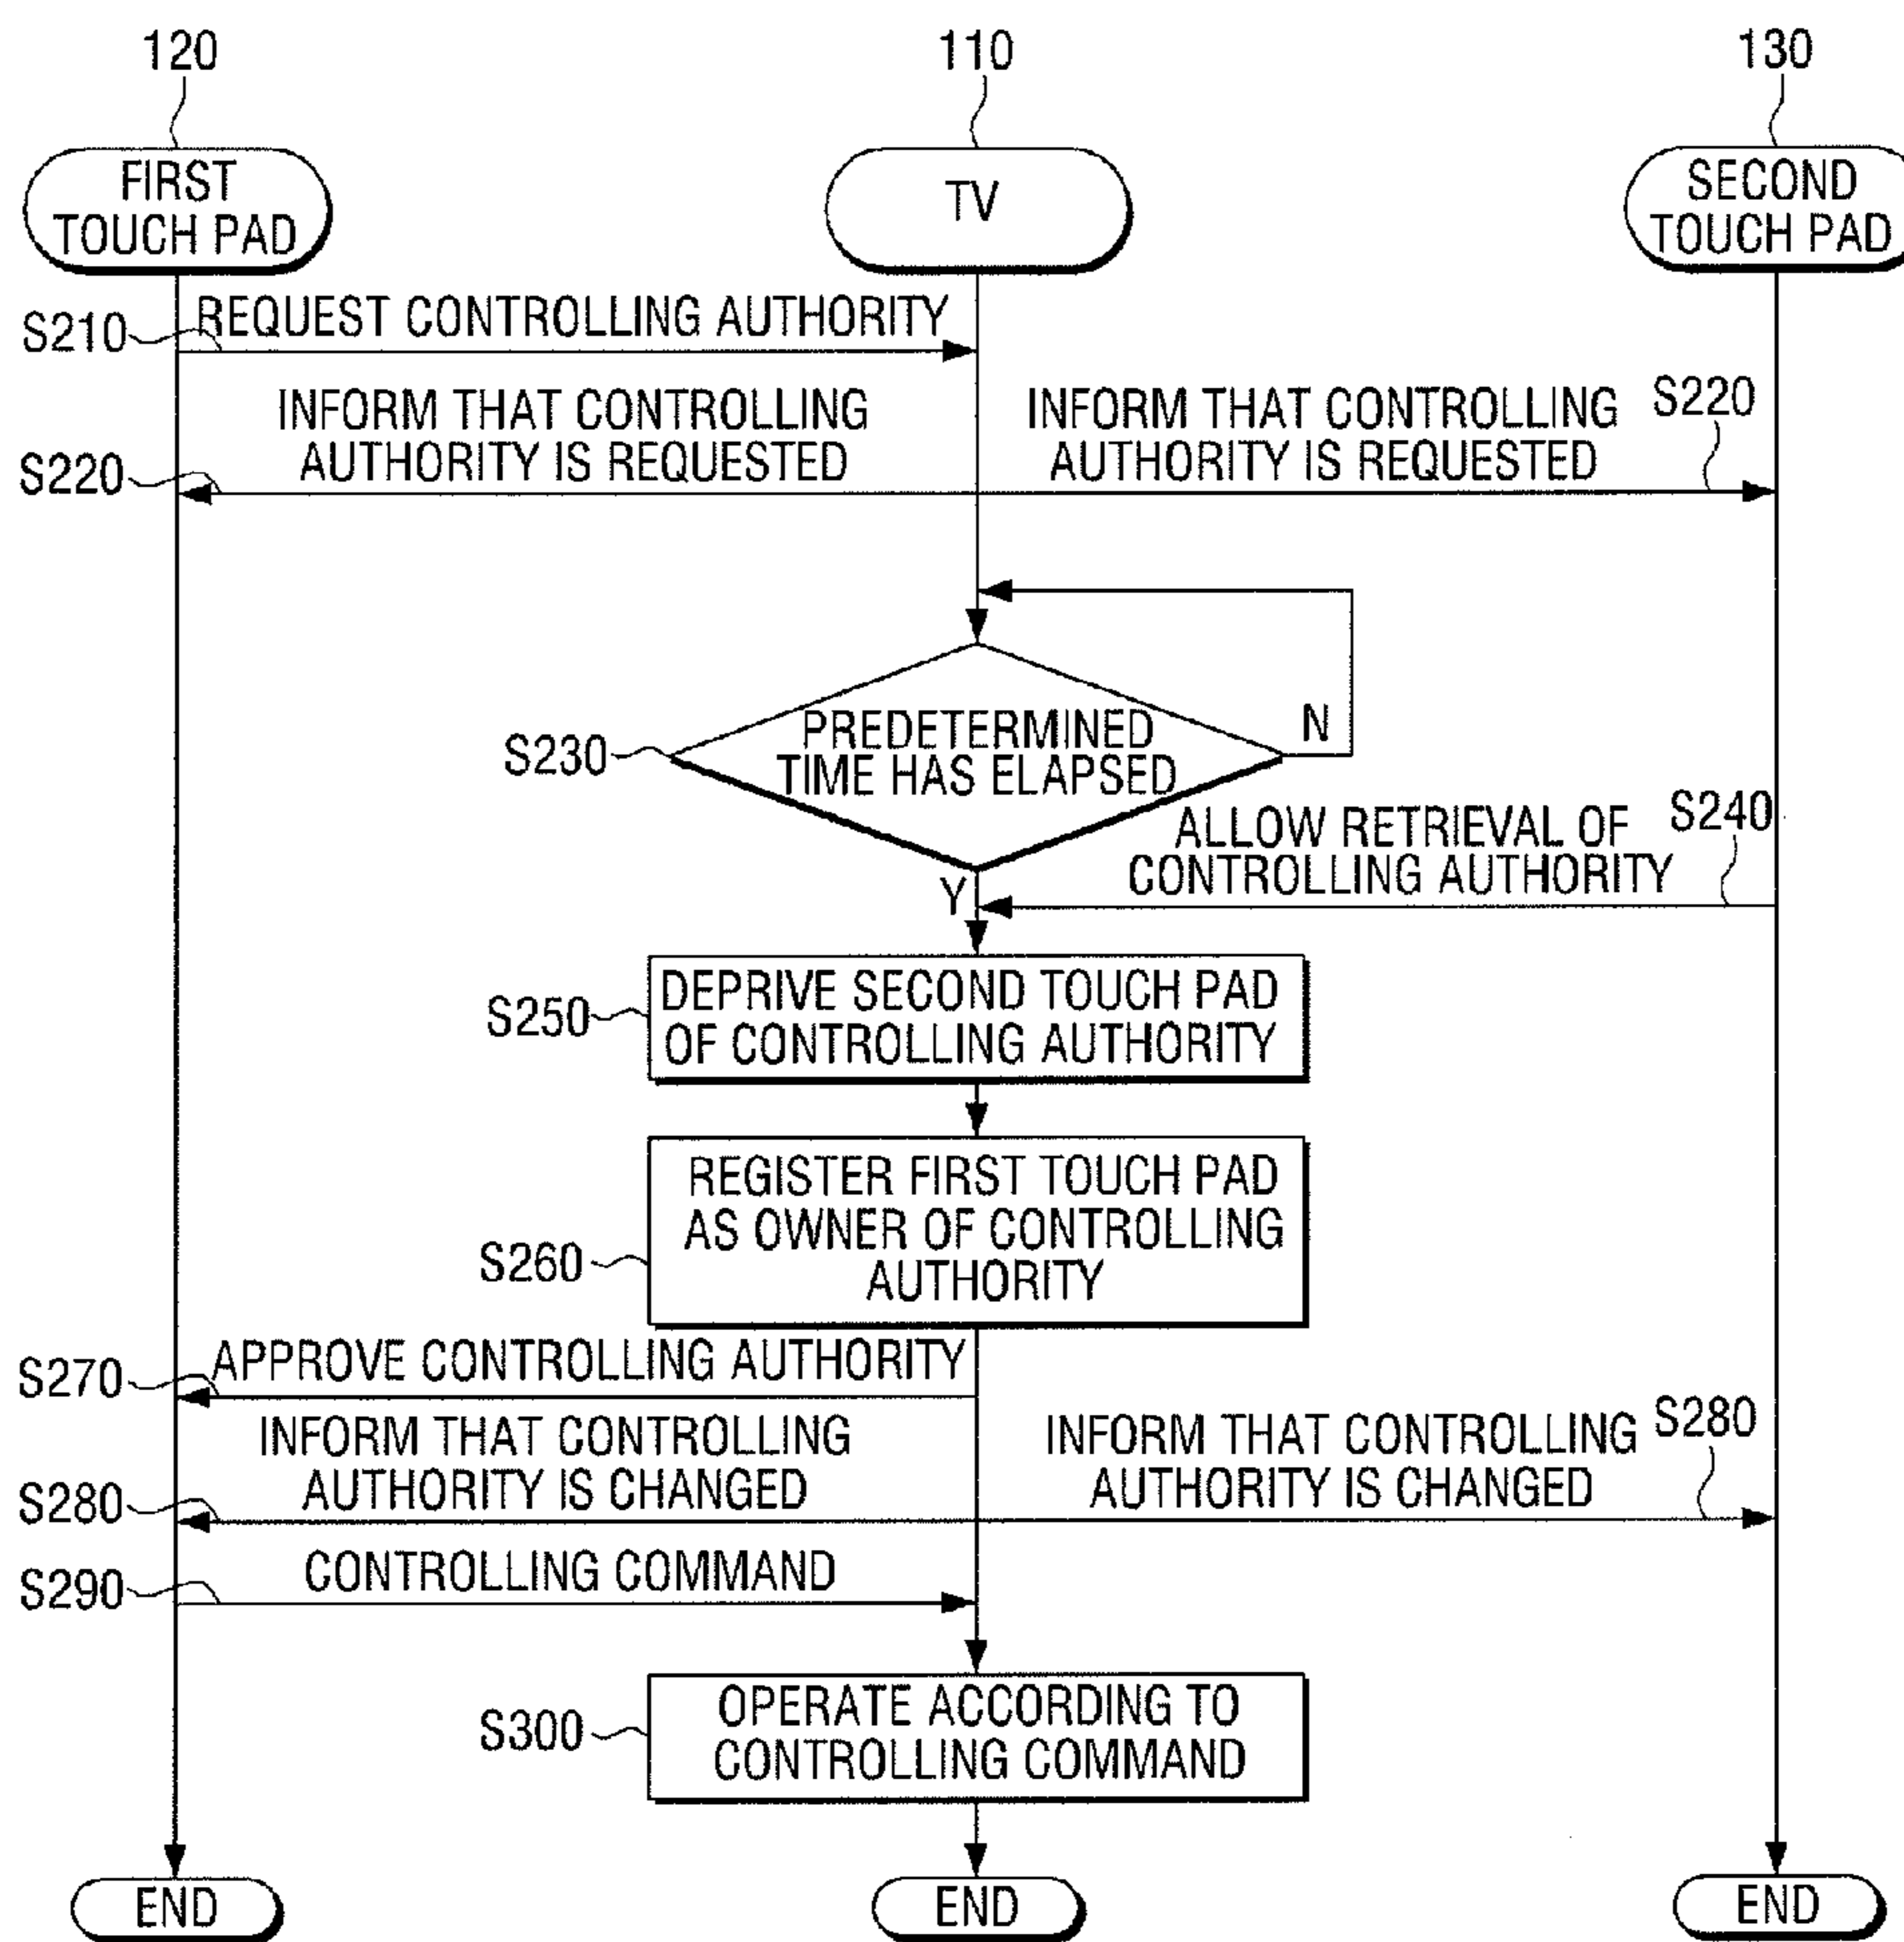 120
110
130
FIRST
TOUCH PAD
TV
SECOND
TOUCH PAD
S210
REQUEST CONTROLLING AUTHORITY
INFORM THAT CONTROLLING
AUTHORITY IS REQUESTED
S220
INFORM THAT CONTROLLING
AUTHORITY IS REQUESTED
S220
S230
PREDETERMINED
TIME HAS ELAPSED
N
Y
ALLOW RETRIEVAL OF
CONTROLLING AUTHORITY
S240
S250
DEPRIVE SECOND TOUCH PAD
OF CONTROLLING AUTHORITY
S260
REGISTER FIRST TOUCH PAD
AS OWNER OF CONTROLLING
AUTHORITY
S270
APPROVE CONTROLLING AUTHORITY
INFORM THAT CONTROLLING
AUTHORITY IS CHANGED
S280
INFORM THAT CONTROLLING
AUTHORITY IS CHANGED
S280
S290
CONTROLLING COMMAND
S300
OPERATE ACCORDING TO
CONTROLLING COMMAND
END
END
END